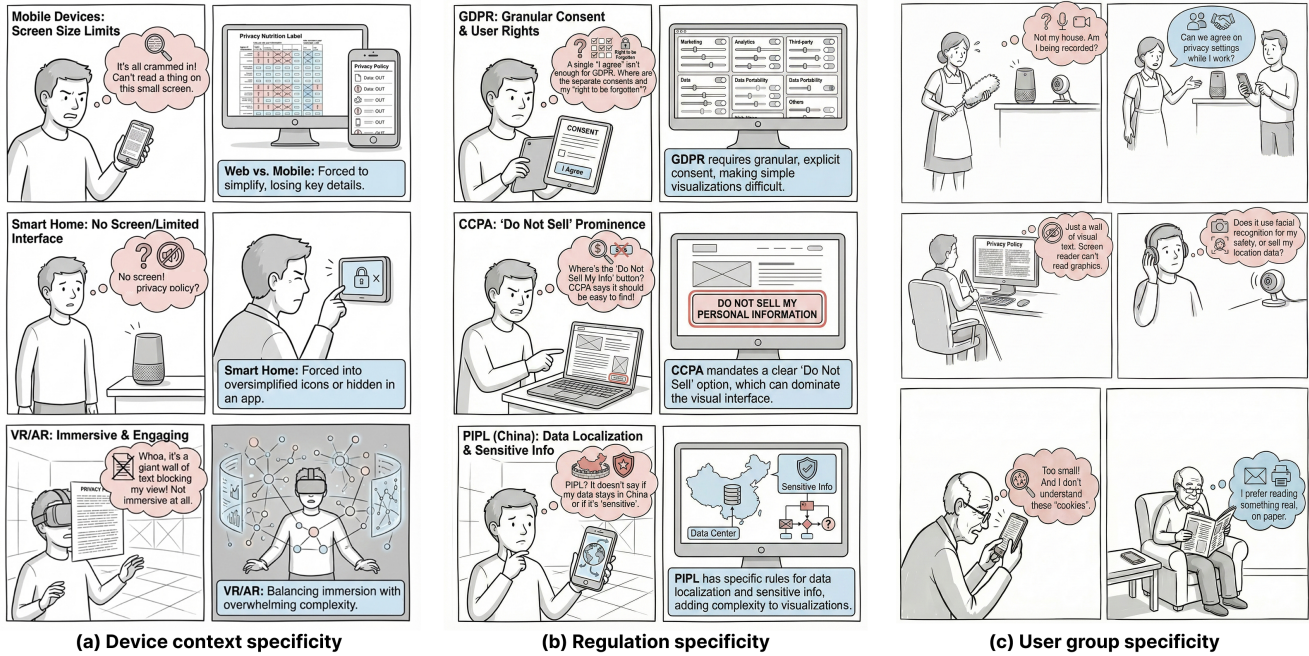 Mobile Devices:
Screen Size Limits
It's all crammed in!
Can't read a thing on
this small screen.
Privacy Nutrition Label
Privacy Policy
Data: OUT
OUT
OUT
OUT
OUT
Web vs. Mobile: Forced to
simplify, losing key details.
Smart Home: No Screen/Limited
Interface
No screen!
privacy policy?
Smart Home: Forced into
oversimplified icons or hidden in
an app.
VR/AR: Immersive & Engaging
Whoa, it's a
giant wall of
text blocking
my view! Not
immersive at all.
VR/AR: Balancing immersion with
overwhelming complexity.
(a) Device context specificity
GDPR: Granular Consent
& User Rights
Right to be
Forgotten
A single "I agree" isn't
enough for GDPR. Where are
the separate consents and
my "right to be forgotten"?
CONSENT
I Agree
Marketing
Analytics
Third-party
Data
Data Portability
Data Portability
Others
GDPR requires granular, explicit
consent, making simple
visualizations difficult.
CCPA: 'Do Not Sell' Prominence
Where's the 'Do Not
Sell My Info' button?
CCPA says it should
be easy to find!
DO NOT SELL MY
PERSONAL INFORMATION
CCPA mandates a clear 'Do Not
Sell' option, which can dominate
the visual interface.
PIPL (China): Data Localization
& Sensitive Info
PIPL? It doesn't say if
my data stays in China
or if it's 'sensitive'.
Sensitive Info
Data Center
?
PIPL has specific rules for data
localization and sensitive info,
adding complexity to visualizations.
(b) Regulation specificity
Not my house. Am
I being recorded?
Can we agree on
privacy settings
while I work?
Privacy Policy
Just a wall
of visual
text. Screen
reader can't
read graphics.
Does it use facial
recognition for my
safety, or sell my
location data?
Too small!
And I don't
understand
these "cookies".
I prefer reading
something real,
on paper.
(c) User group specificity